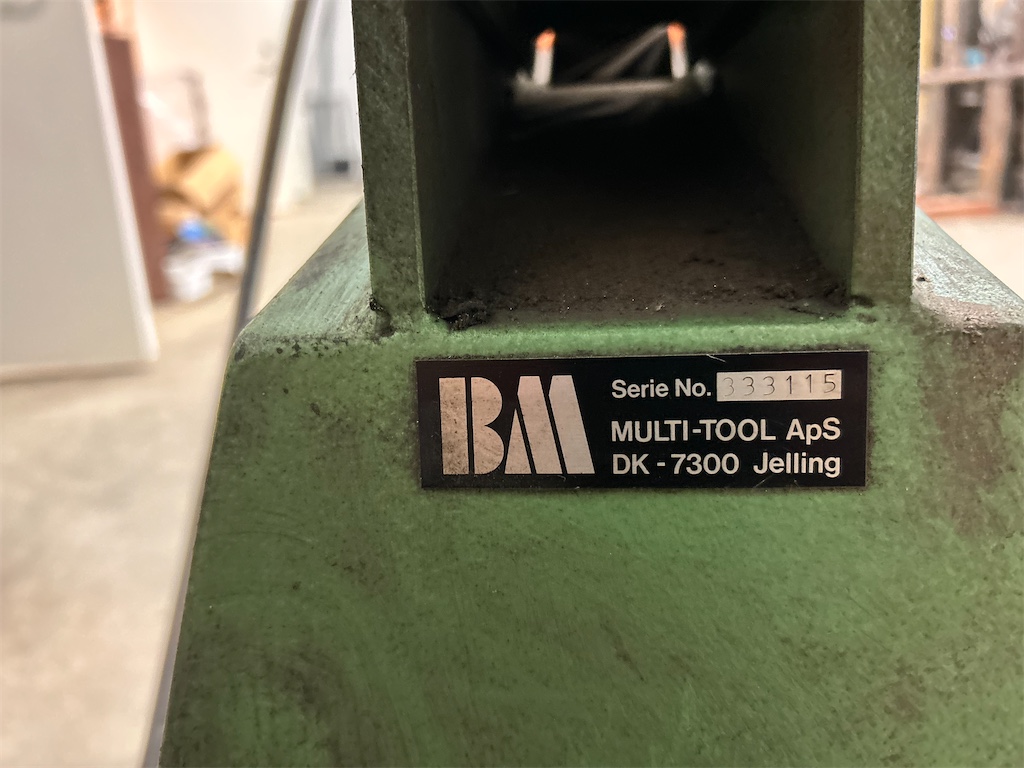 BM
Serie No. 333115
MULTI-TOOL ApS
DK - 7300 Jelling